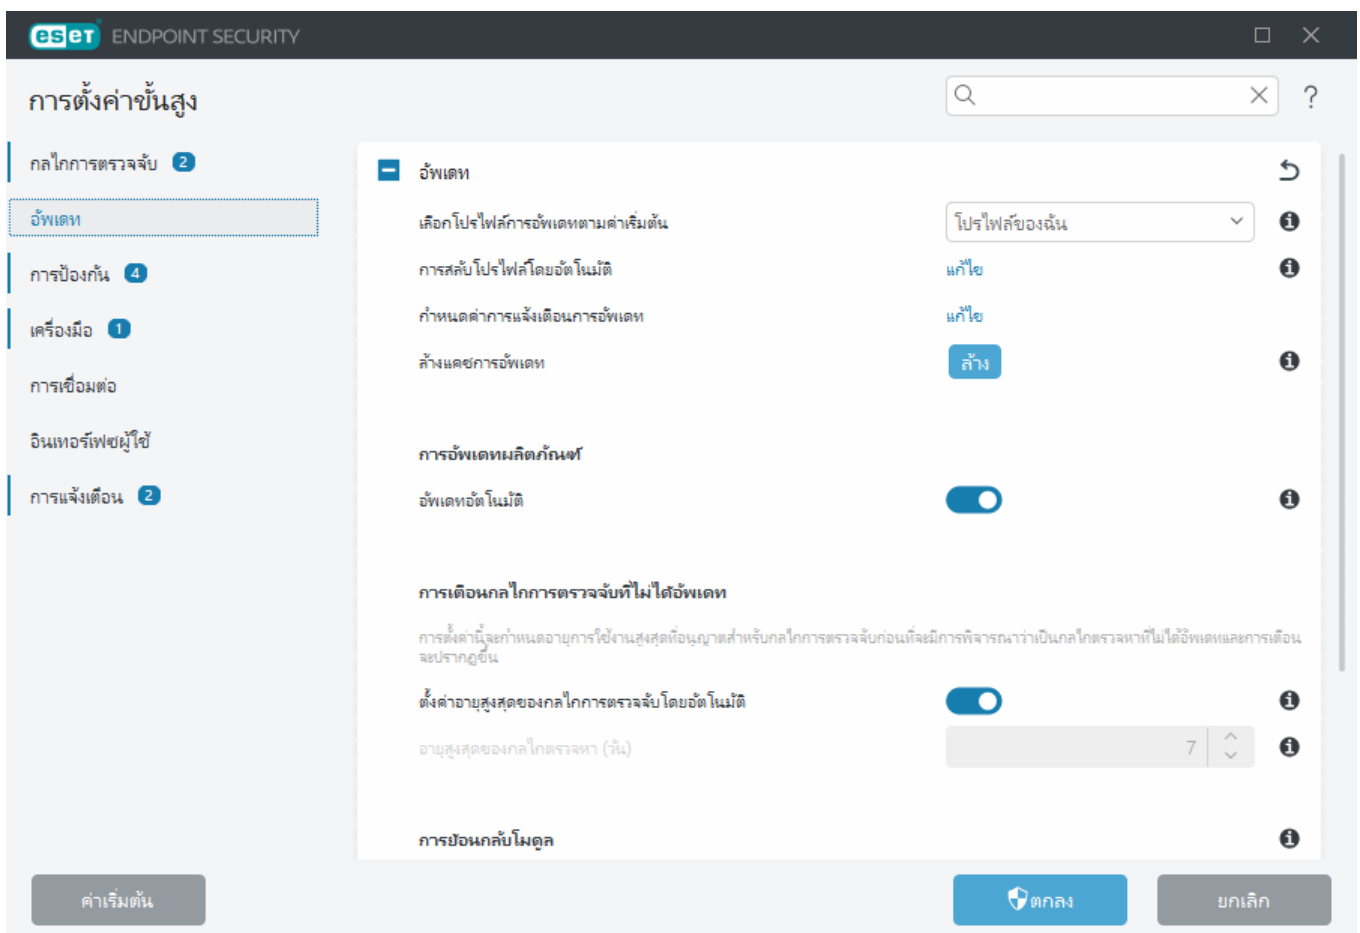 eset ENDPOINT SECURITY
การตั้งค่าขั้นสูง
?
กลไกการตรวจจับ 2
อัพเดท
การป้องกัน 4
เครื่องมือ 1
การเชื่อมต่อ
อินเทอร์เฟซผู้ใช้
การแจ้งเตือน 2
อัพเดท
เลือกโปรไฟล์การอัพเดทตามค่าเริ่มต้น
โปรไฟล์ของฉัน
การสลับโปรไฟล์โดยอัตโนมัติ
แก้ไข
กำหนดค่าการแจ้งเตือนการอัพเดท
แก้ไข
ล้างแคชการอัพเดท
ล้าง
การอัพเดทผลิตภัณฑ์
อัพเดทอัตโนมัติ
การเตือนกลไกการตรวจจับที่ไม่ได้อัพเดท
การตั้งค่านี้จะกำหนดอายุการใช้งานสูงสุดที่อนุญาตสำหรับกลไกการตรวจจับก่อนที่จะมีการพิจารณาว่าเป็นกลไกตรวจหาที่ไม่ได้อัพเดทและการเตือน
จะปรากฏขึ้น
ตั้งค่าอายุสูงสุดของกลไกการตรวจจับโดยอัตโนมัติ
อายุสูงสุดของกลไกตรวจหา (วัน)
7
การย้อนกลับโมดูล
ค่าเริ่มต้น
ตกลง
ยกเลิก